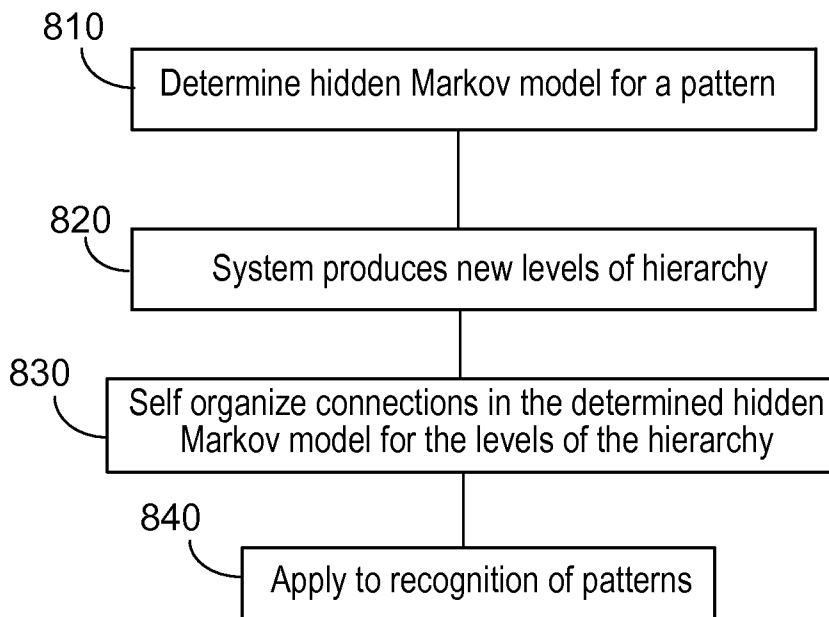 810
Determine hidden Markov model for a pattern
820
System produces new levels of hierarchy
830
Self organize connections in the determined hidden
Markov model for the levels of the hierarchy
840
Apply to recognition of patterns